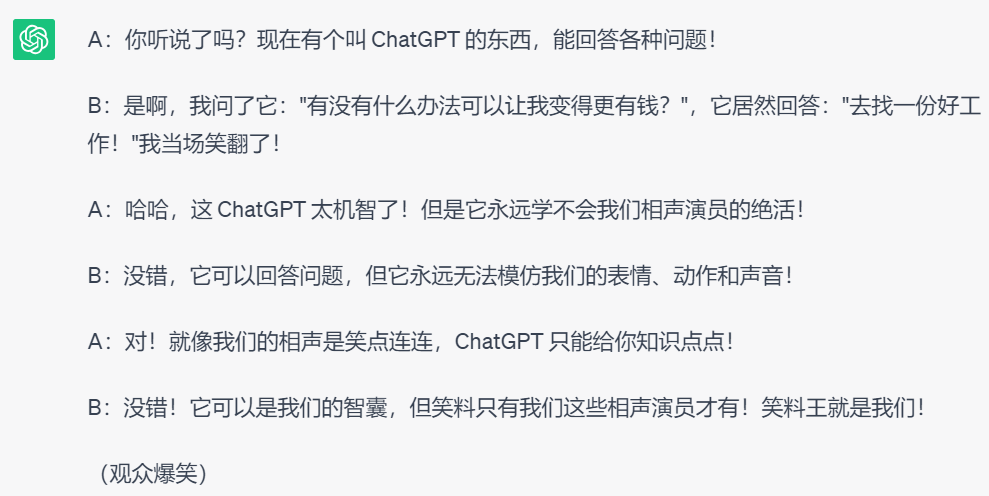 A：你听说了吗？现在有个叫 ChatGPT 的东西，能回答各种问题！
B：是啊，我问了它："有没有什么办法可以让我变得更有钱？"，它居然回答："去找一份好工
作！"我当场笑翻了！
A：哈哈，这 ChatGPT 太机智了！但是它永远学不会我们相声演员的绝活！
B：没错，它可以回答问题，但它永远无法模仿我们的表情、动作和声音！
A：对！就像我们的相声是笑点连连，ChatGPT 只能给你知识点点！
B：没错！它可以是我们的智囊，但笑料只有我们这些相声演员才有！笑料王就是我们！
（观众爆笑）